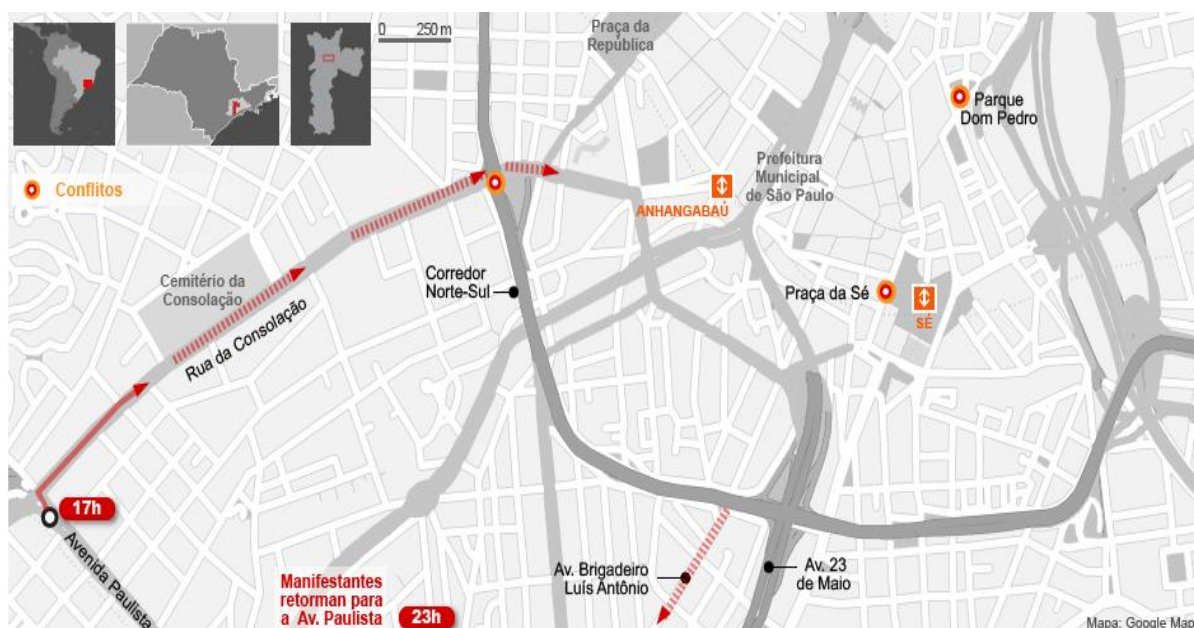 0 250 m
Praça da
República
Parque
Dom Pedro
Conflitos
Prefeitura
Municipal
de São Paulo
ANHANGABAÚ
Cemitério da
Consolação
Corredor
Norte-Sul
Praça da Sé
SÉ
Rua da Consolação
17h
Avenida Paulista
Av. Brigadeiro
Luís Antônio
Av. 23
de Maio
Manifestantes
retorman para
a Av. Paulista
23h
Mapa: Google Map